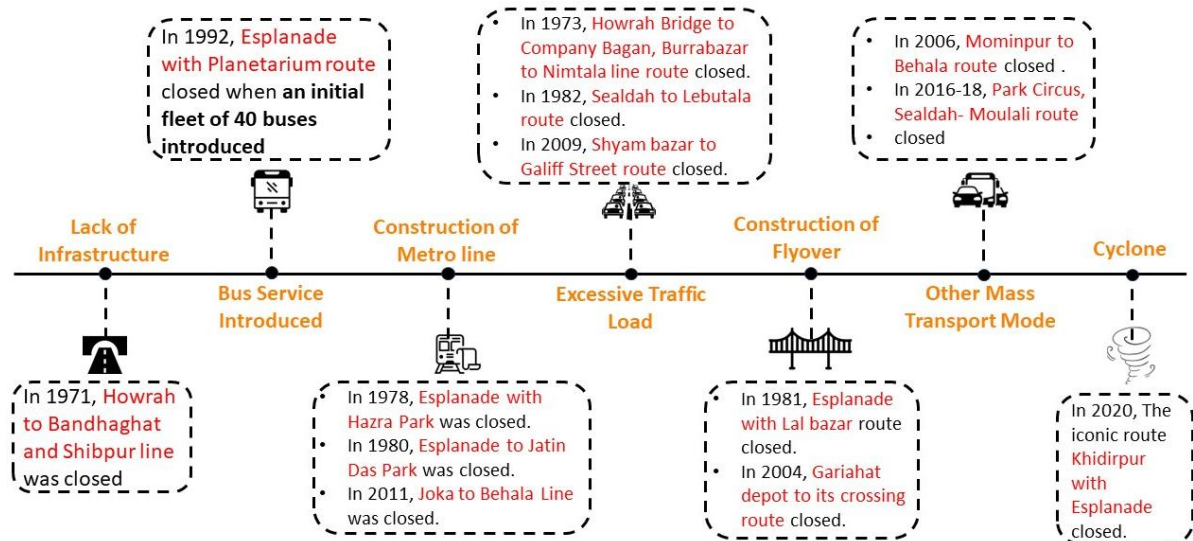 In 1992, Esplanade
with Planetarium route
closed when an initial
fleet of 40 buses
introduced
• In 1973, Howrah Bridge to
Company Bagan, Burrabazar
to Nimtala line route closed.
• In 1982, Sealdah to Lebutala
route closed.
• In 2009, Shyam bazar to
Galiff Street route closed.
• In 2006, Mominpur to
Behala route closed .
• In 2016-18, Park Circus,
Sealdah- Moulali route
• closed
Lack of
Infrastructure
Bus Service
Introduced
Construction of
Metro line
Excessive Traffic
Load
Construction of
Flyover
Other Mass
Transport Mode
Cyclone
In 1971, Howrah
to Bandhaghat
and Shibpur line
was closed
• In 1978, Esplanade with
Hazra Park was closed.
• In 1980, Esplanade to Jatin
Das Park was closed.
• In 2011, Joka to Behala Line
was closed.
• In 1981, Esplanade
with Lal bazar route
closed.
• In 2004, Gariahat
depot to its crossing
route closed.
In 2020, The
iconic route
Khidirpur
with
Esplanade
closed.